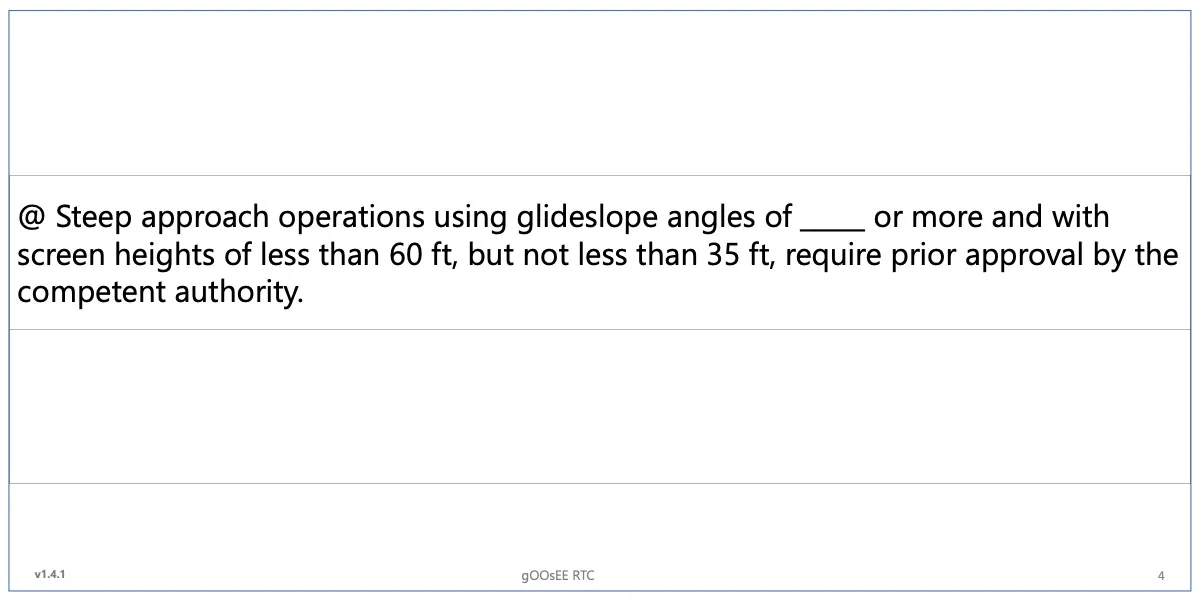 @ Steep approach operations using glideslope angles of _____ or more and with
screen heights of less than 60 ft, but not less than 35 ft, require prior approval by the
competent authority.
v1.4.1
gOOsEE RTC
4